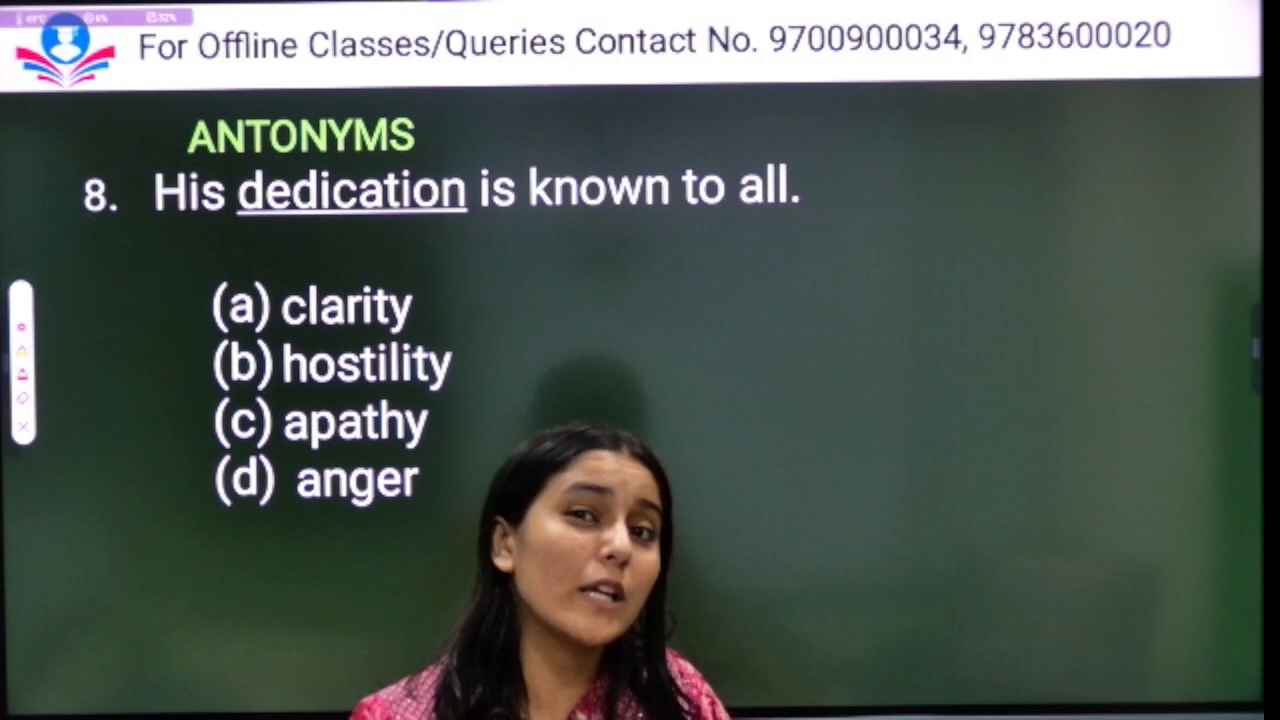 For Offline Classes/Queries Contact No. 9700900034, 9783600020
ANTONYMS
8. His dedication is known to all.
(a) clarity
(b) hostility
(c) apathy
(d) anger